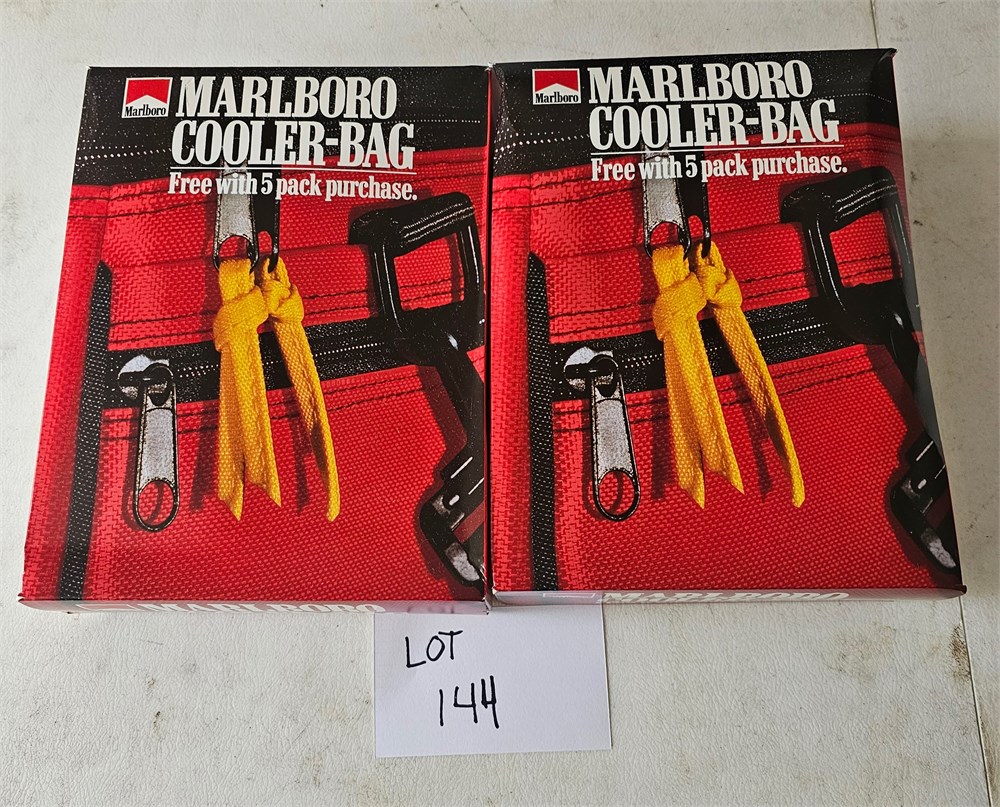 Marlboro
MARLBORO
COOLER-BAG
Free with 5 pack purchase.
MARLBORO
Marlboro
MARLBORO
COOLER-BAG
Free with 5 pack purchase.
MARLBORO
LOT
144